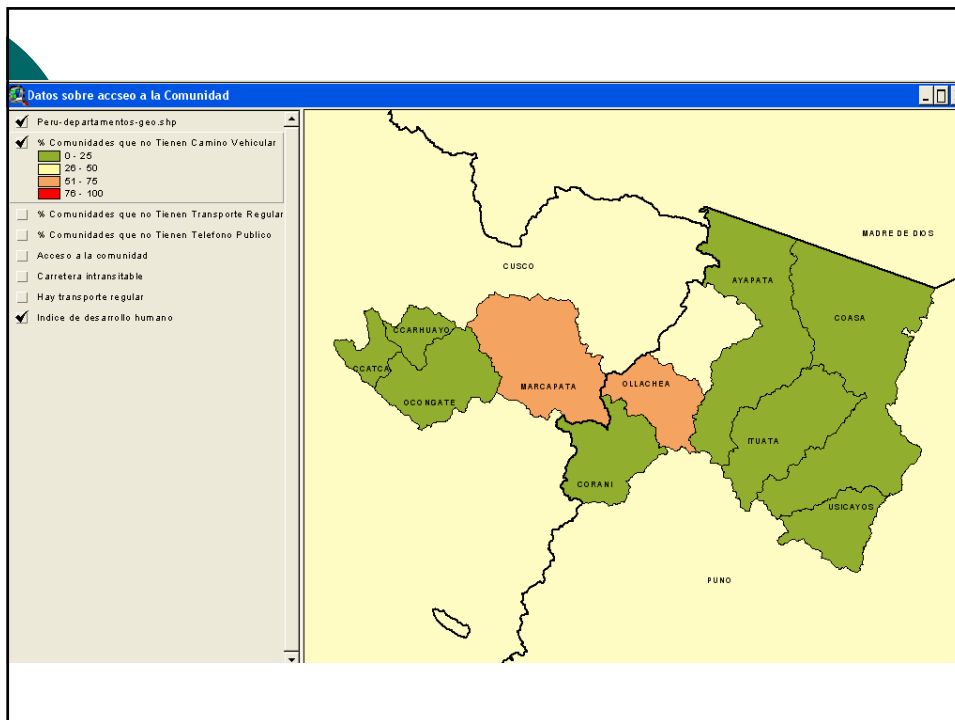 Datos sobre accseo a la Comunidad
Peru-departamentos-geo.shp
% Comunidades que no Tienen Camino Vehicular
0 - 25
26 - 50
51 - 75
76 - 100
% Comunidades que no Tienen Transporte Regular
% Comunidades que no Tienen Telefono Publico
Acceso a la comunidad
Carretera intransitable
Hay transporte regular
Indice de desarrollo humano
MADRE DE DIOS
CUSCO
AYAPATA
COASA
CCARHUAYO
CCATCA
OCONGATE
MARCAPATA
OLLACHEA
ITUATA
CORANI
USICAYOS
PUNO